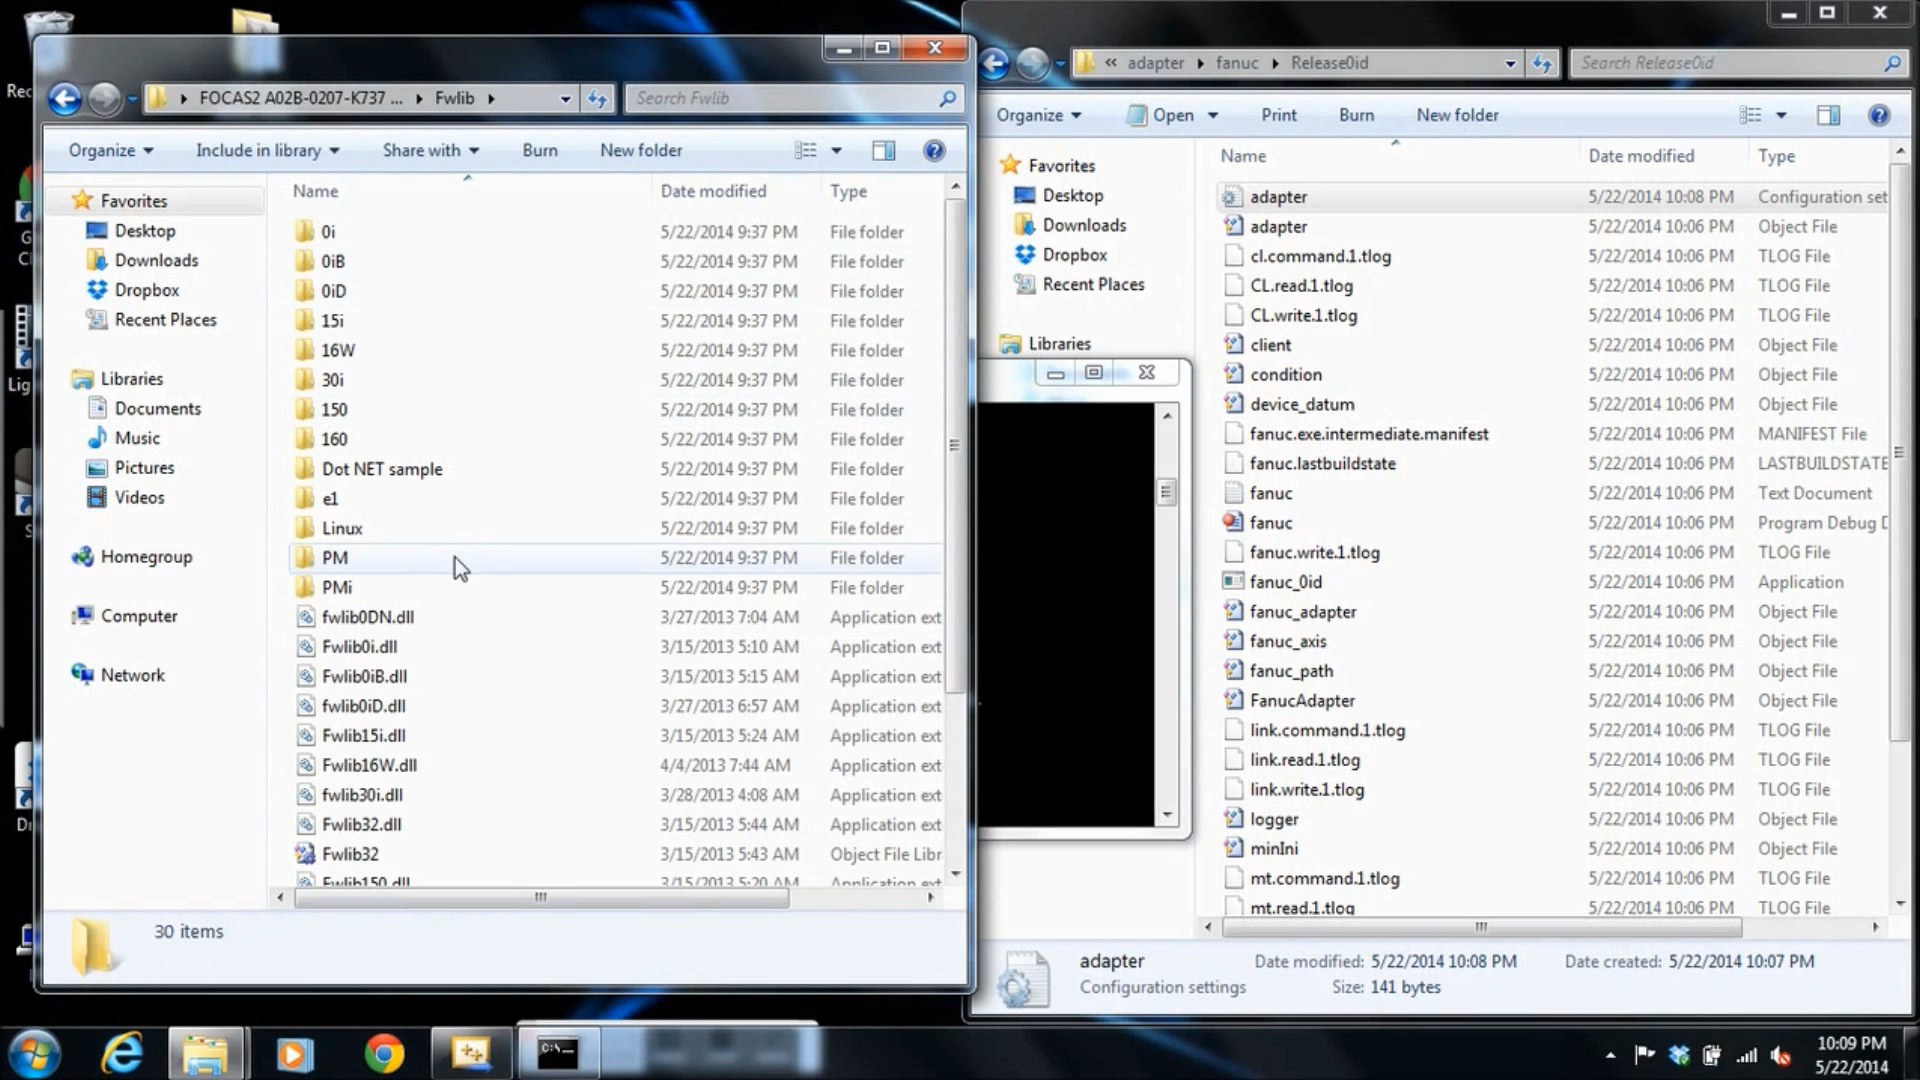 Rec
FOCAS2 A02B-0207-K737 ... Fwlib
Search Fwlib
Organize Include in library Share with Burn New folder
Name Date modified Type
Favorites
Desktop
Downloads
Dropbox
Recent Places
Libraries
Documents
Music
Pictures
Videos
Homegroup
Computer
Network
0i 5/22/2014 9:37 PM File folder
0iB 5/22/2014 9:37 PM File folder
0iD 5/22/2014 9:37 PM File folder
15i 5/22/2014 9:37 PM File folder
16W 5/22/2014 9:37 PM File folder
30i 5/22/2014 9:37 PM File folder
150 5/22/2014 9:37 PM File folder
160 5/22/2014 9:37 PM File folder
Dot NET sample 5/22/2014 9:37 PM File folder
e1 5/22/2014 9:37 PM File folder
Linux 5/22/2014 9:37 PM File folder
PM 5/22/2014 9:37 PM File folder
PMi 5/22/2014 9:37 PM File folder
fwlib0DN.dll 3/27/2013 7:04 AM Application ext
Fwlib0i.dll 3/15/2013 5:10 AM Application ext
Fwlib0iB.dll 3/15/2013 5:15 AM Application ext
fwlib0iD.dll 3/27/2013 6:57 AM Application ext
Fwlib15i.dll 3/15/2013 5:24 AM Application ext
Fwlib16W.dll 4/4/2013 7:44 AM Application ext
fwlib30i.dll 3/28/2013 4:08 AM Application ext
Fwlib32.dll 3/15/2013 5:44 AM Application ext
Fwlib32 3/15/2013 5:43 AM Object File Libr
Fwlib150.dll 3/15/2013 5:20 AM Application ext
30 items
« adapter fanuc Release0id
Search Release0id
Organize Open Print Burn New folder
Name Date modified Type
Favorites
Desktop
Downloads
Dropbox
Recent Places
Libraries
adapter 5/22/2014 10:08 PM Configuration set
adapter 5/22/2014 10:06 PM Object File
cl.command.1.tlog 5/22/2014 10:06 PM TLOG File
CL.read.1.tlog 5/22/2014 10:06 PM TLOG File
CL.write.1.tlog 5/22/2014 10:06 PM TLOG File
client 5/22/2014 10:06 PM Object File
condition 5/22/2014 10:06 PM Object File
device_datum 5/22/2014 10:06 PM Object File
fanuc.exe.intermediate.manifest 5/22/2014 10:06 PM MANIFEST File
fanuc.lastbuildstate 5/22/2014 10:06 PM LASTBUILDSTATE
fanuc 5/22/2014 10:06 PM Text Document
fanuc 5/22/2014 10:06 PM Program Debug D
fanuc.write.1.tlog 5/22/2014 10:06 PM TLOG File
fanuc_0id 5/22/2014 10:06 PM Application
fanuc_adapter 5/22/2014 10:06 PM Object File
fanuc_axis 5/22/2014 10:06 PM Object File
fanuc_path 5/22/2014 10:06 PM Object File
FanucAdapter 5/22/2014 10:06 PM Object File
link.command.1.tlog 5/22/2014 10:06 PM TLOG File
link.read.1.tlog 5/22/2014 10:06 PM TLOG File
link.write.1.tlog 5/22/2014 10:06 PM TLOG File
logger 5/22/2014 10:06 PM Object File
minIni 5/22/2014 10:06 PM Object File
mt.command.1.tlog 5/22/2014 10:06 PM TLOG File
mt.read.1.tlog 5/22/2014 10:06 PM TLOG File
adapter Date modified: 5/22/2014 10:08 PM Date created: 5/22/2014 10:07 PM
Configuration settings Size: 141 bytes
10:09 PM
5/22/2014